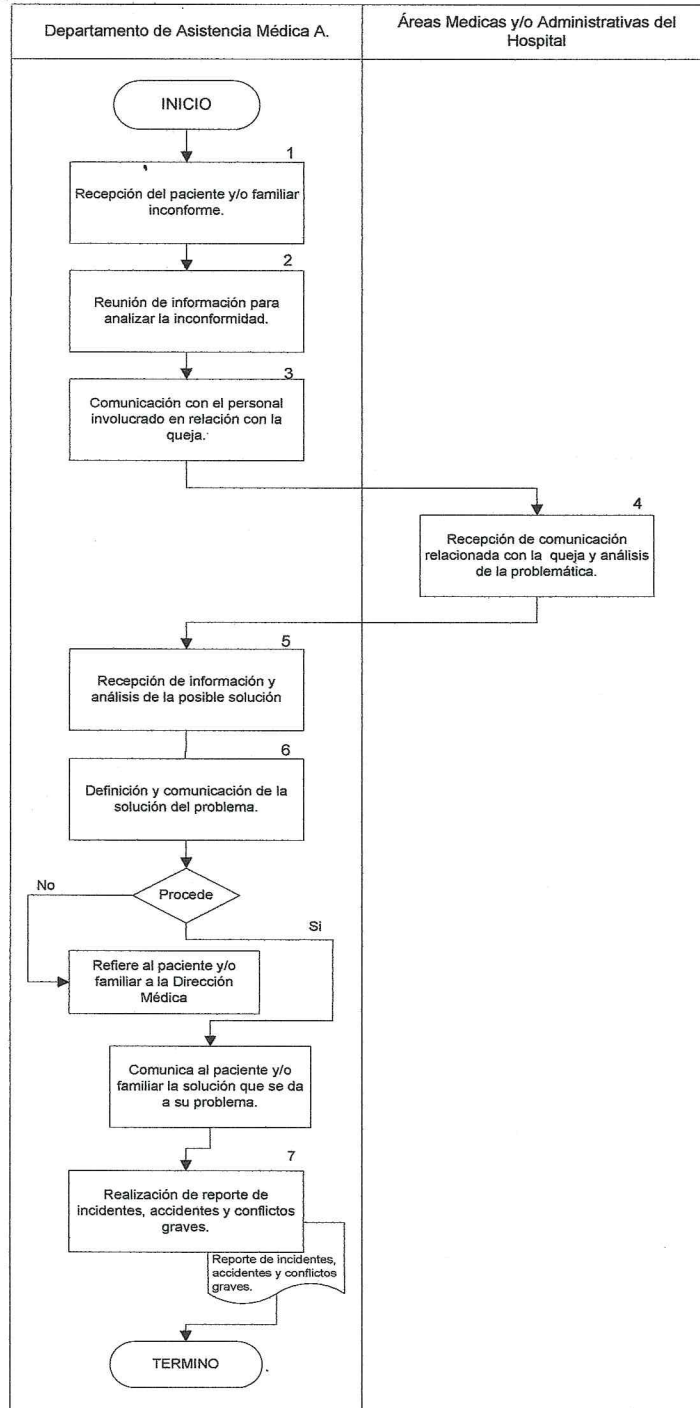 Departamento de Asistencia Médica A.
Áreas Medicas y/o Administrativas del
Hospital
INICIO
1
Recepción del paciente y/o familiar
inconforme.
2
Reunión de información para
analizar la inconformidad.
3
Comunicación con el personal
involucrado en relación con la
queja.
4
Recepción de comunicación
relacionada con la queja y análisis
de la problemática.
5
Recepción de información y
análisis de la posible solución
6
Definición y comunicación de la
solución del problema.
No
Procede
Si
Refiere al paciente y/o
familiar a la Dirección
Médica
Comunica al paciente y/o
familiar la solución que se da
a su problema.
7
Realización de reporte de
incidentes, accidentes y conflictos
graves.
Reporte de incidentes,
accidentes y conflictos
graves.
TERMINO